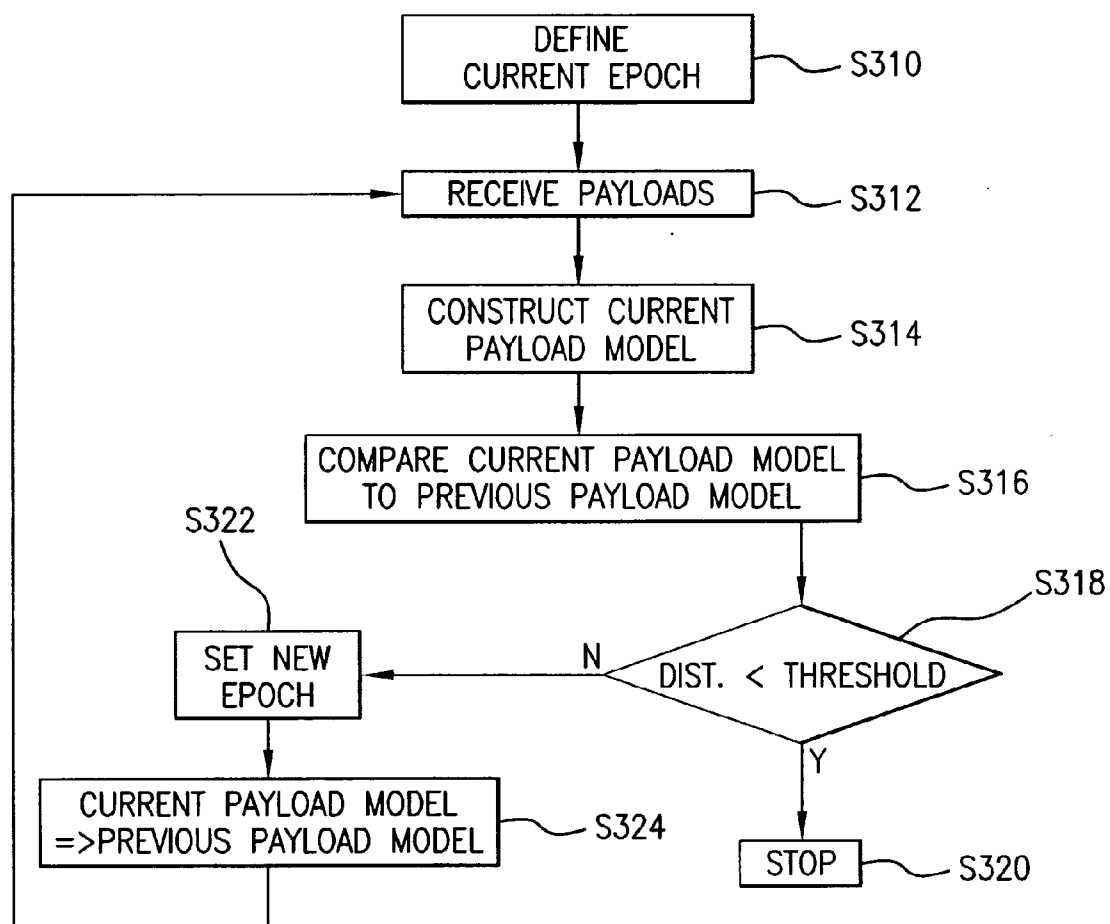 DEFINE
CURRENT EPOCH
S310
RECEIVE PAYLOADS
S312
CONSTRUCT CURRENT
PAYLOAD MODEL
S314
COMPARE CURRENT PAYLOAD MODEL
TO PREVIOUS PAYLOAD MODEL
S316
S322
S318
SET NEW
EPOCH
N
DIST. < THRESHOLD
Y
CURRENT PAYLOAD MODEL
=>PREVIOUS PAYLOAD MODEL
S324
STOP
S320